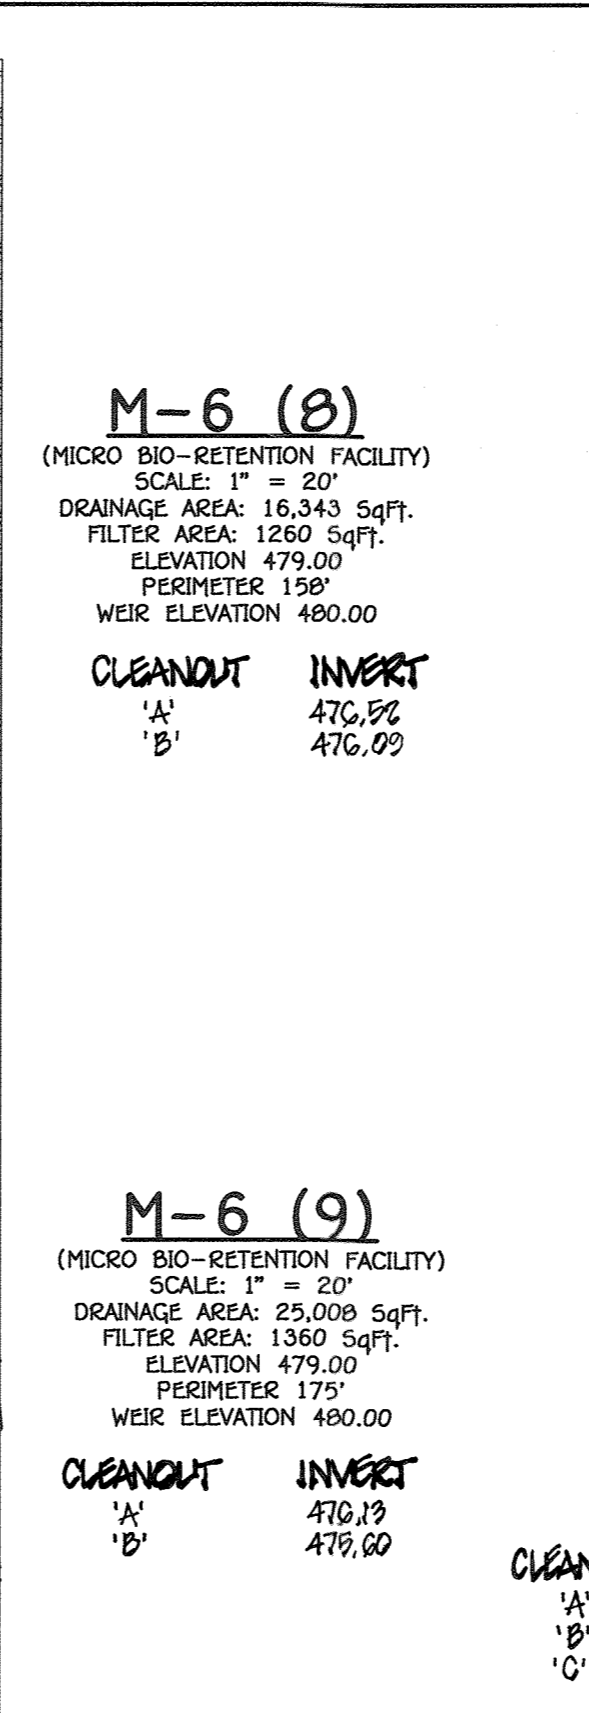 M-6 (8)
(MICRO BIO-RETENTION FACILITY)
SCALE: 1" = 20'
DRAINAGE AREA: 16,343 SqFt.
FILTER AREA: 1260 SqFt.
ELEVATION 479.00
PERIMETER 158'
WEIR ELEVATION 480.00
CLEANOUT INVERT
'A' 476.52
'B' 476.09
M-6 (9)
(MICRO BIO-RETENTION FACILITY)
SCALE: 1" = 20'
DRAINAGE AREA: 25,008 SqFt.
FILTER AREA: 1360 SqFt.
ELEVATION 479.00
PERIMETER 175'
WEIR ELEVATION 480.00
CLEANOUT INVERT
'A' 476.13
'B' 475.60
'A'
'B'
'C'